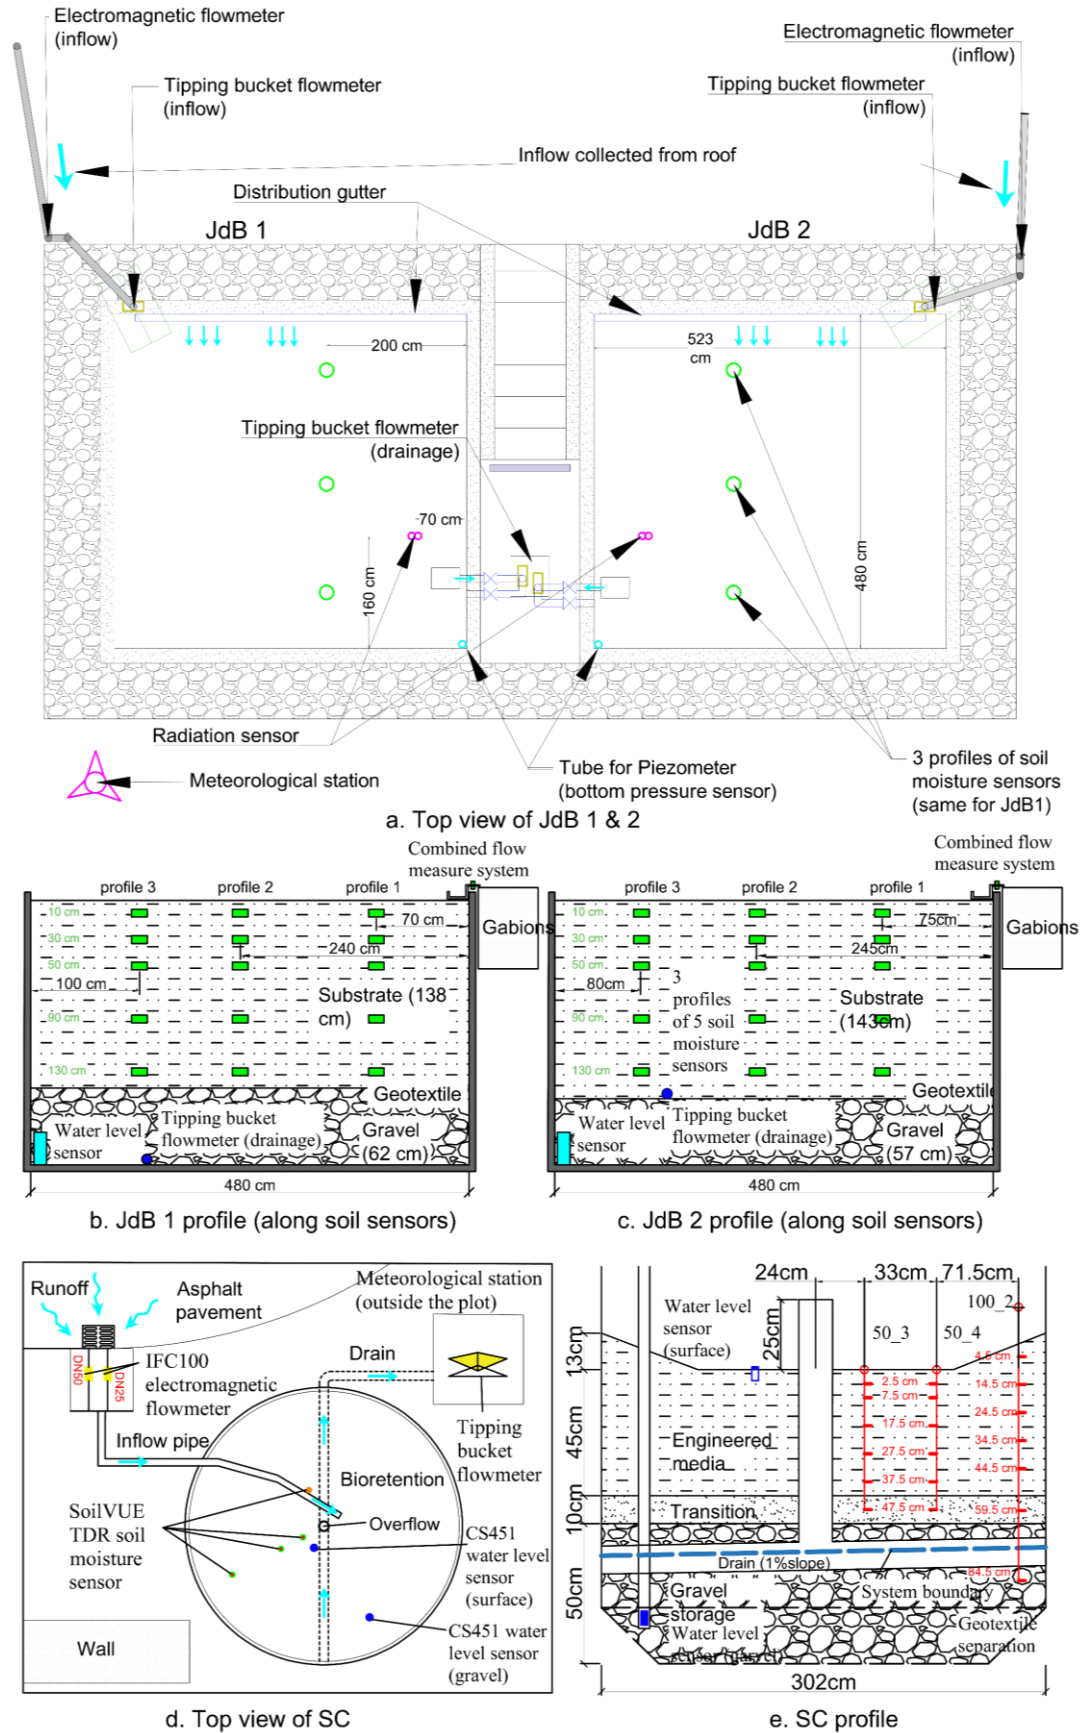 Electromagnetic flowmeter
(inflow)
Electromagnetic flowmeter
(inflow)
Tipping bucket flowmeter
(inflow)
Tipping bucket flowmeter
(inflow)
Inflow collected from roof
Distribution gutter
JdB 1
JdB 2
200 cm
523
cm
Tipping bucket flowmeter
(drainage)
70 cm
160 cm
480 cm
Radiation sensor
Meteorological station
Tube for Piezometer
(bottom pressure sensor)
3 profiles of soil
moisture sensors
(same for JdB1)
a. Top view of JdB 1 & 2
Combined flow
measure system
profile 3
profile 2
profile 1
10 cm
30 cm
50 cm
90 cm
130 cm
70 cm
240 cm
100 cm
Gabions
Substrate (138
cm)
Geotextile
Water level
sensor
Tipping bucket
flowmeter (drainage)
Gravel
(62 cm)
480 cm
b. JdB 1 profile (along soil sensors)
Combined flow
measure system
profile 3
profile 2
profile 1
10 cm
30 cm
50 cm
90 cm
130 cm
75cm
245cm
80cm
Gabions
3
profiles
of 5 soil
moisture
sensors
Substrate
(143cm)
Geotextile
Water level
sensor
Tipping bucket
flowmeter (drainage)
Gravel
(57 cm)
480 cm
c. JdB 2 profile (along soil sensors)
Runoff
Asphalt
pavement
Meteorological station
(outside the plot)
DN50
DN25
IFC100
electromagnetic
flowmeter
Drain
Inflow pipe
Tipping
bucket
flowmeter
Bioretention
SoilVUE
TDR soil
moisture
sensor
Overflow
CS451
water level
sensor
(surface)
CS451 water
level sensor
(gravel)
Wall
d. Top view of SC
24cm
33cm
71.5cm
100_2
Water level
sensor
(surface)
25cm
50_3
50_4
13cm
45cm
10cm
50cm
2.5 cm
7.5 cm
17.5 cm
27.5 cm
37.5 cm
47.5 cm
4.5 cm
14.5 cm
24.5 cm
34.5 cm
44.5 cm
59.5 cm
84.5 cm
Engineered
media
Transition
Drain (1%slope)
System boundary
Gravel
storage
Water level
sensor (garvel)
Geotextile
separation
302cm
e. SC profile